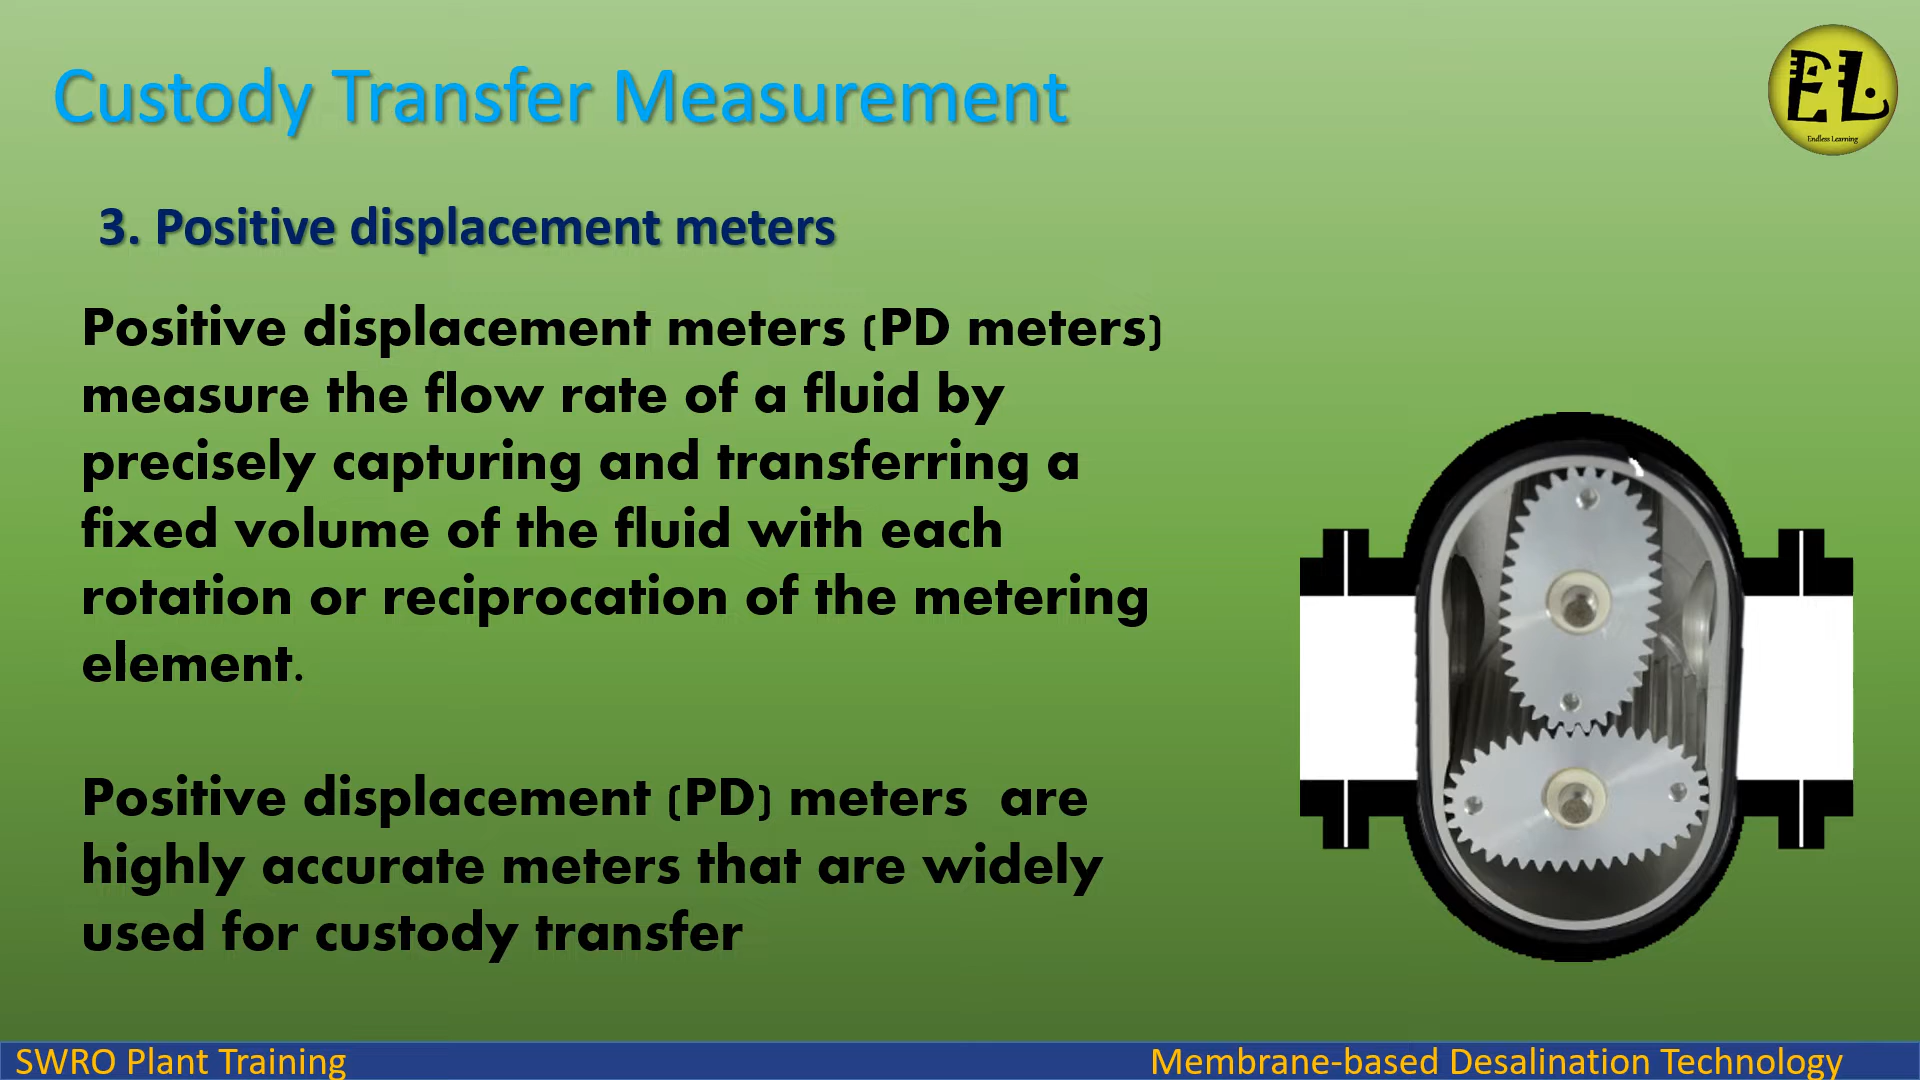 Custody Transfer Measurement
EL
Endless Learning
3. Positive displacement meters
Positive displacement meters (PD meters)
measure the flow rate of a fluid by
precisely capturing and transferring a
fixed volume of the fluid with each
rotation or reciprocation of the metering
element.
Positive displacement (PD) meters  are
highly accurate meters that are widely
used for custody transfer
SWRO Plant Training
Membrane-based Desalination Technology